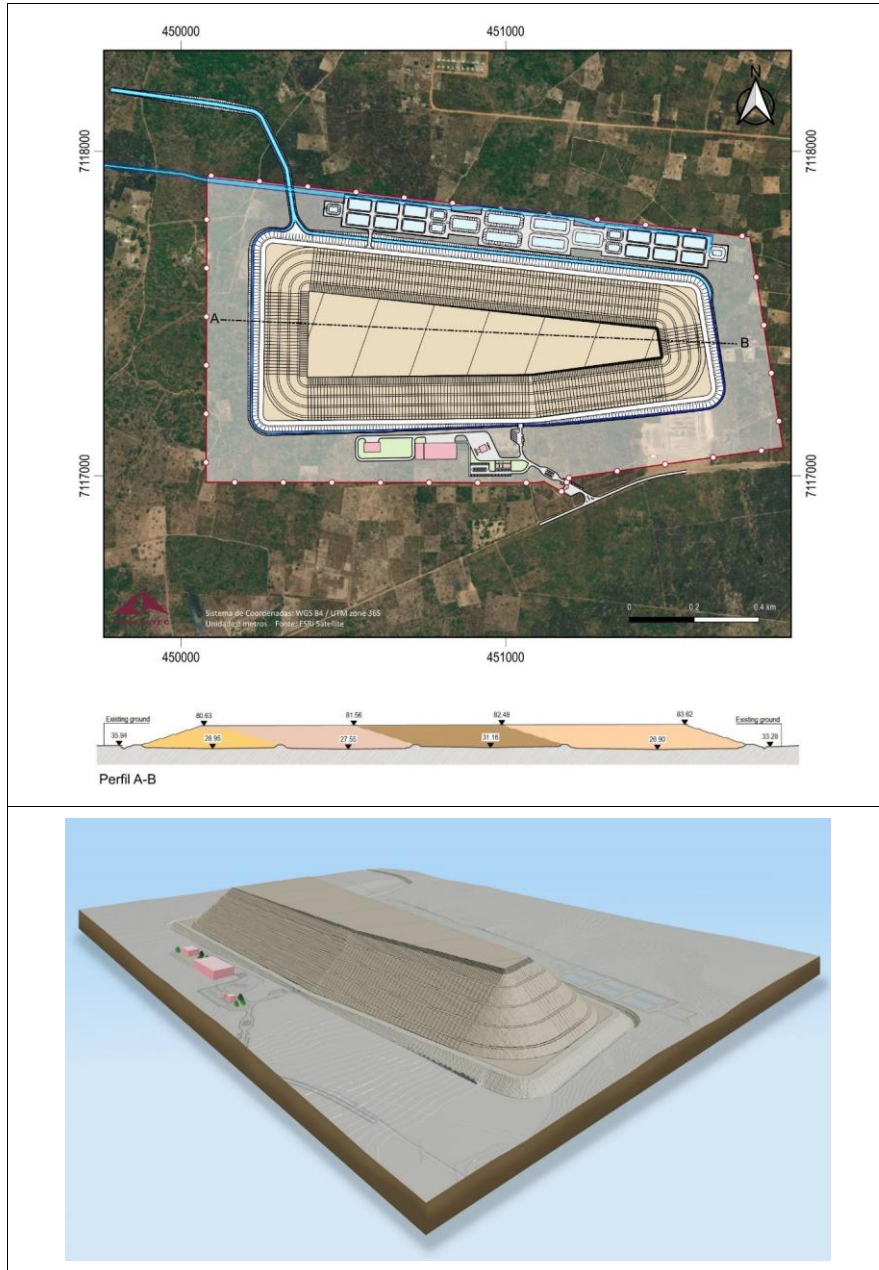 450000 451000
N
7118000 7118000
A B
7117000 7117000
Sistema de Coordenadas: WGS 84 / UTM zone 36S
Unidade: metros Fonte: ESRI Satellite
0 0.2 0.4 km
450000 451000
80.63 81.56 82.48 83.62
Existing ground Existing ground
35.94 28.95 27.55 31.16 26.90 33.28
Perfil A-B